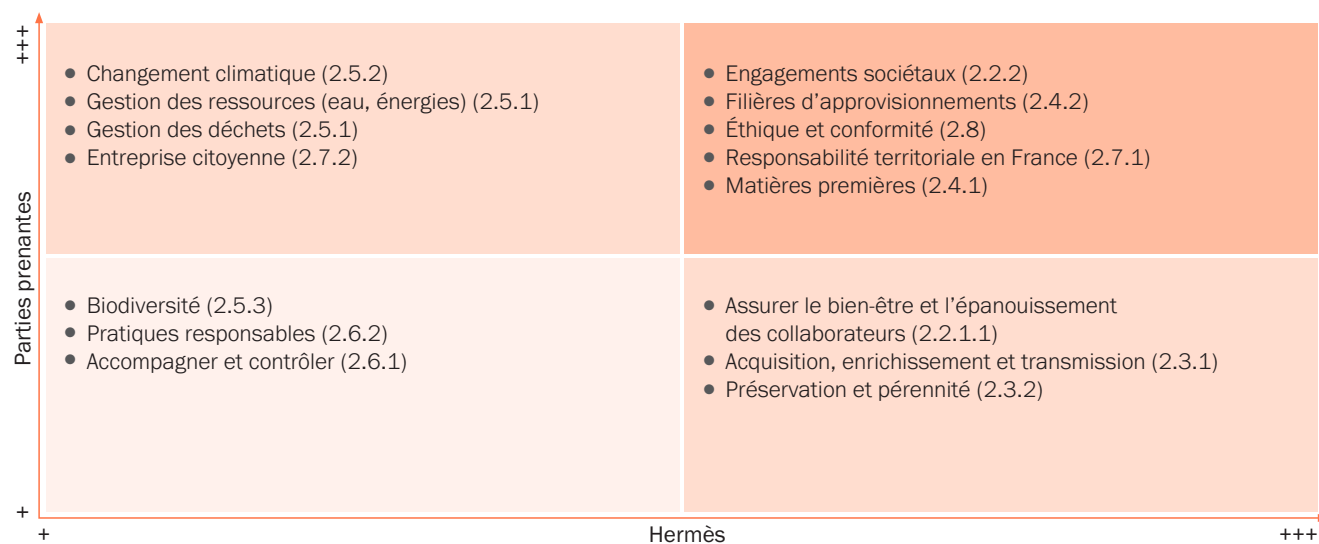 +++
Parties prenantes
+
• Changement climatique (2.5.2)
• Gestion des ressources (eau, énergies) (2.5.1)
• Gestion des déchets (2.5.1)
• Entreprise citoyenne (2.7.2)
• Engagements sociétaux (2.2.2)
• Filières d'approvisionnements (2.4.2)
• Éthique et conformité (2.8)
• Responsabilité territoriale en France (2.7.1)
• Matières premières (2.4.1)
• Biodiversité (2.5.3)
• Pratiques responsables (2.6.2)
• Accompagner et contrôler (2.6.1)
• Assurer le bien-être et l'épanouissement
des collaborateurs (2.2.1.1)
• Acquisition, enrichissement et transmission (2.3.1)
• Préservation et pérennité (2.3.2)
+
Hermès
+++